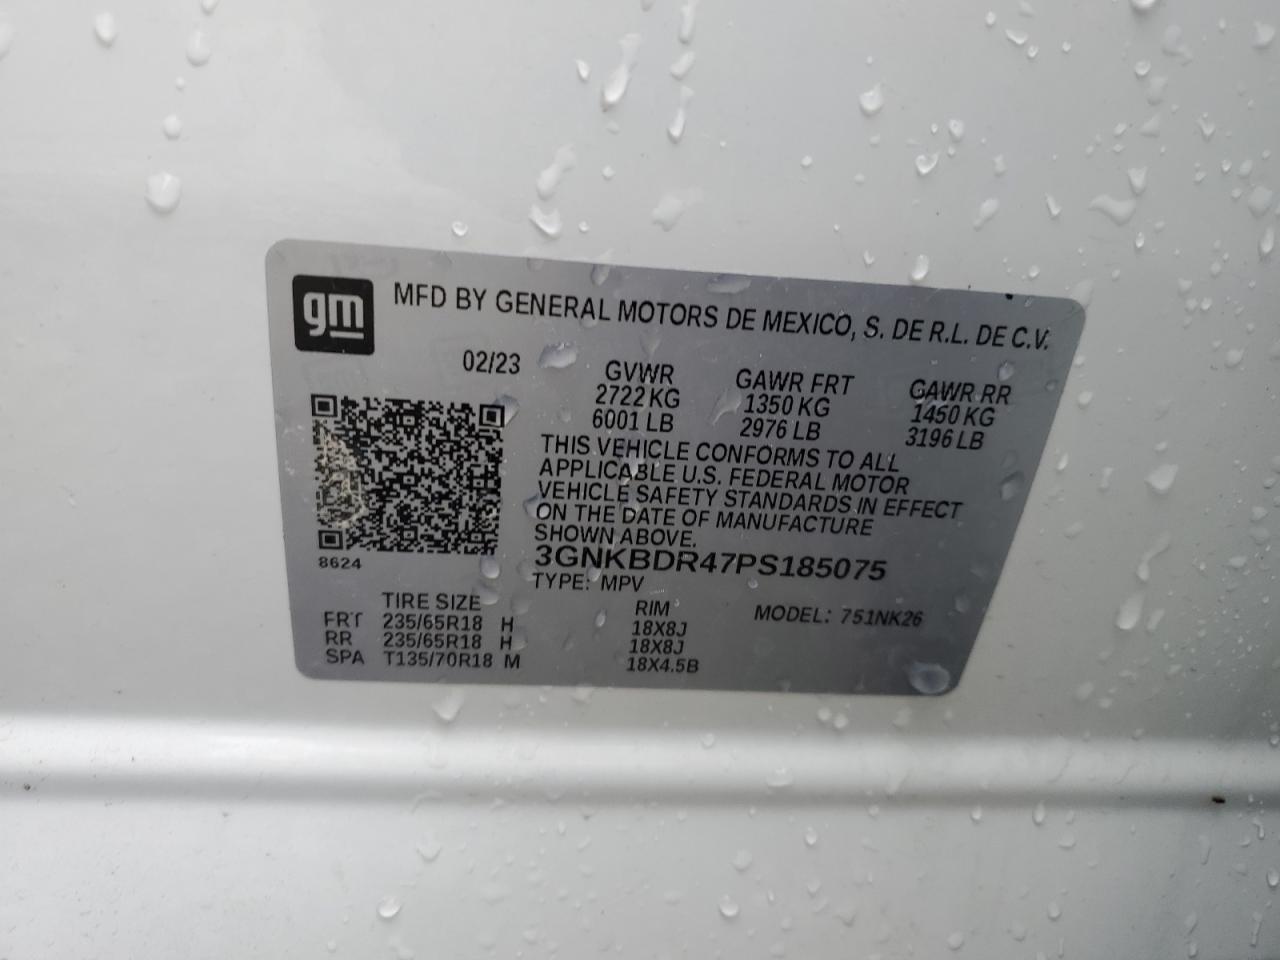 gm
MFD BY GENERAL MOTORS DE MEXICO, S. DE R.L. DE C.V.
02/23
GVWR GAWR FRT GAWR RR
2722 KG 1350 KG 1450 KG
6001 LB 2976 LB 3196 LB
THIS VEHICLE CONFORMS TO ALL
APPLICABLE U.S. FEDERAL MOTOR
VEHICLE SAFETY STANDARDS IN EFFECT
ON THE DATE OF MANUFACTURE
SHOWN ABOVE.
3GNKBDR47PS185075
8624
TYPE: MPV
TIRE SIZE RIM MODEL: 751NK26
FRT 235/65R18 H 18X8J
RR 235/65R18 H 18X8J
SPA T135/70R18 M 18X4.5B